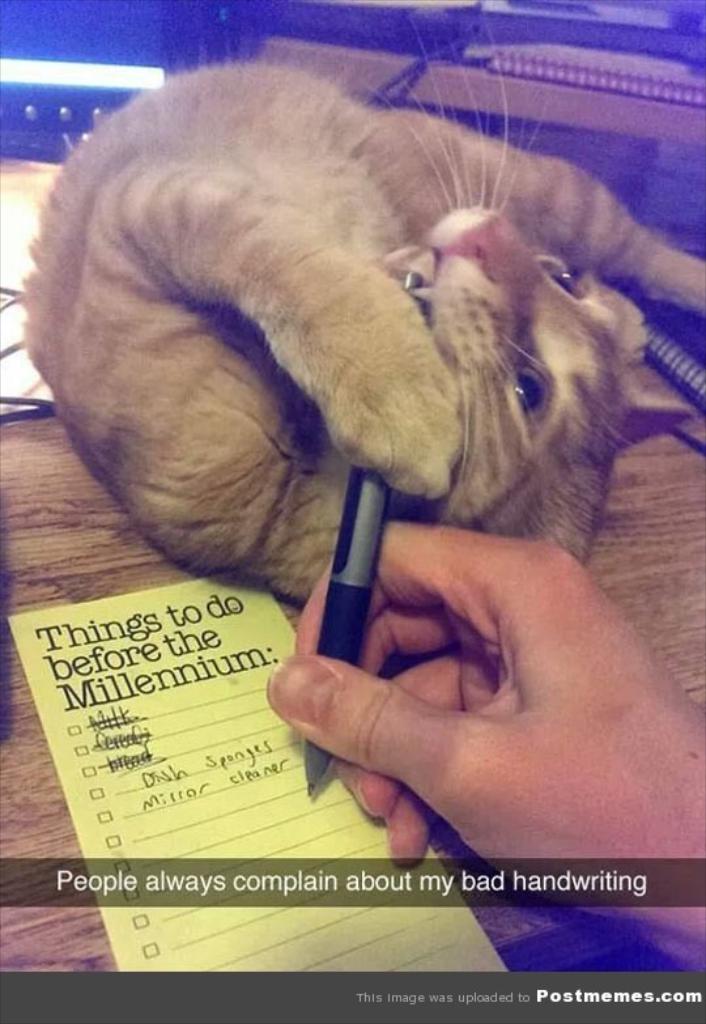 Things to do
before the
Millennium:
Milk
Cereal
bread
Dish sponges
Mirror cleaner
People always complain about my bad handwriting
This image was uploaded to Postmemes.com